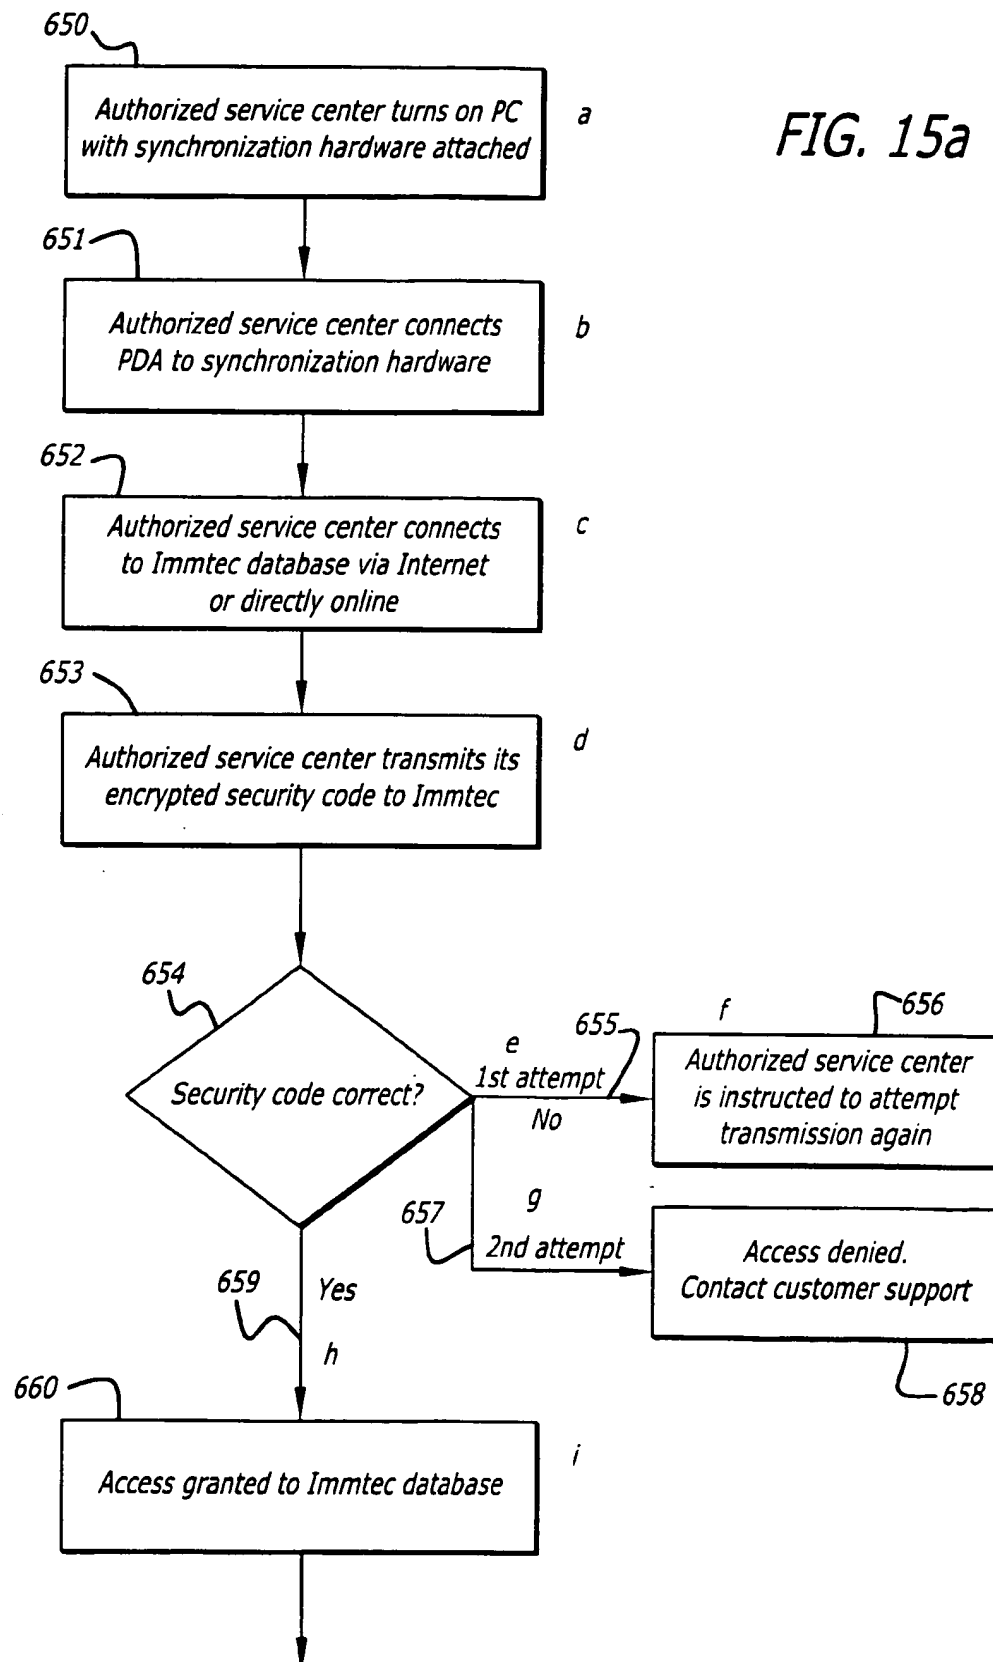 650
Authorized service center turns on PC
with synchronization hardware attached
a
FIG. 15a
651
Authorized service center connects
PDA to synchronization hardware
b
652
Authorized service center connects
to Immtec database via Internet
or directly online
c
653
Authorized service center transmits its
encrypted security code to Immtec
d
654
Security code correct?
e
1st attempt
No
655
f
656
Authorized service center
is instructed to attempt
transmission again
657
g
2nd attempt
Access denied.
Contact customer support
658
659
Yes
h
660
Access granted to Immtec database
i